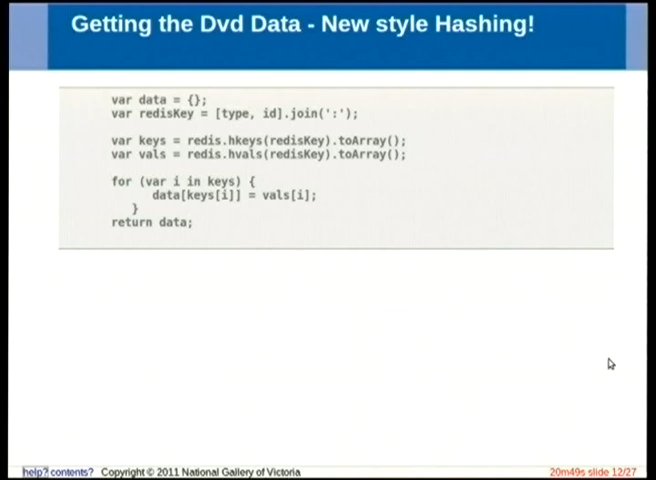 Getting the Dvd Data - New style Hashing!
var data = {};
var redisKey = [type, id].join(':');
var keys = redis.hkeys(redisKey).toArray();
var vals = redis.hvals(redisKey).toArray();
for (var i in keys) {
data[keys[i]] = vals[i];
}
return data;
help? contents? Copyright © 2011 National Gallery of Victoria 20m49s slide 12/27